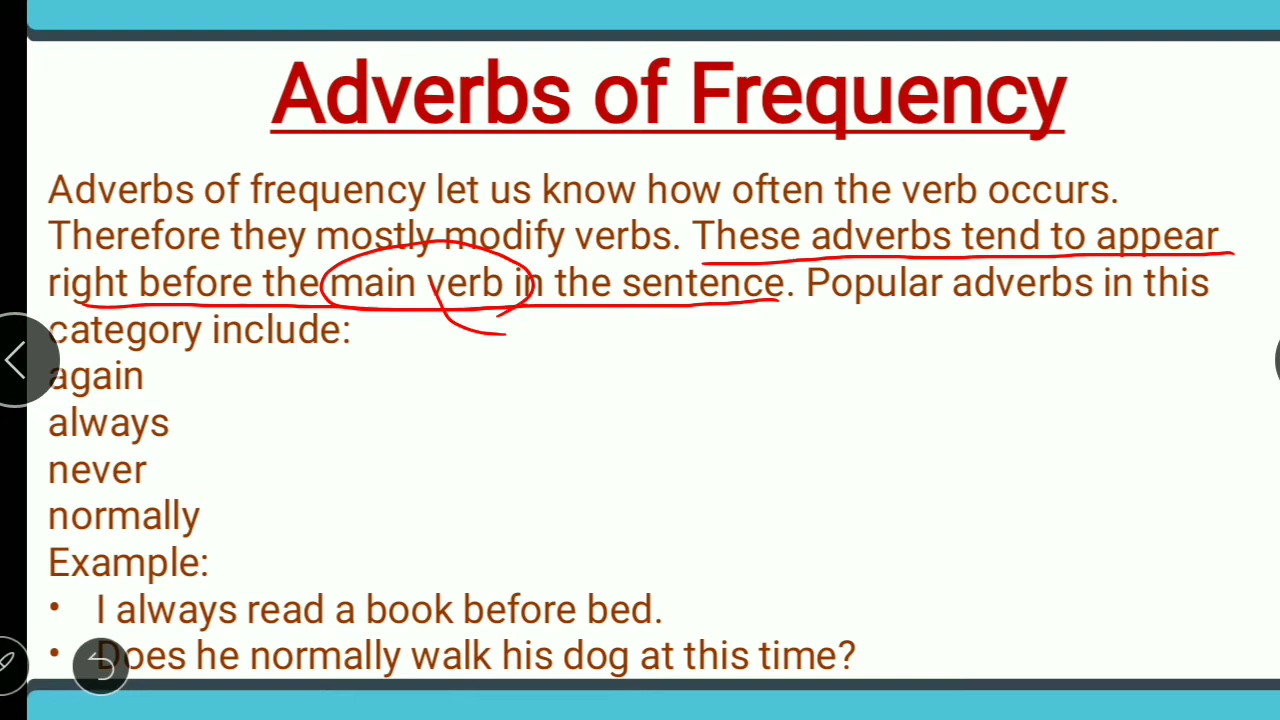 Adverbs of Frequency
Adverbs of frequency let us know how often the verb occurs.
Therefore they mostly modify verbs. These adverbs tend to appear
right before the main verb in the sentence. Popular adverbs in this
category include:
again
always
never
normally
Example:
• I always read a book before bed.
• Does he normally walk his dog at this time?